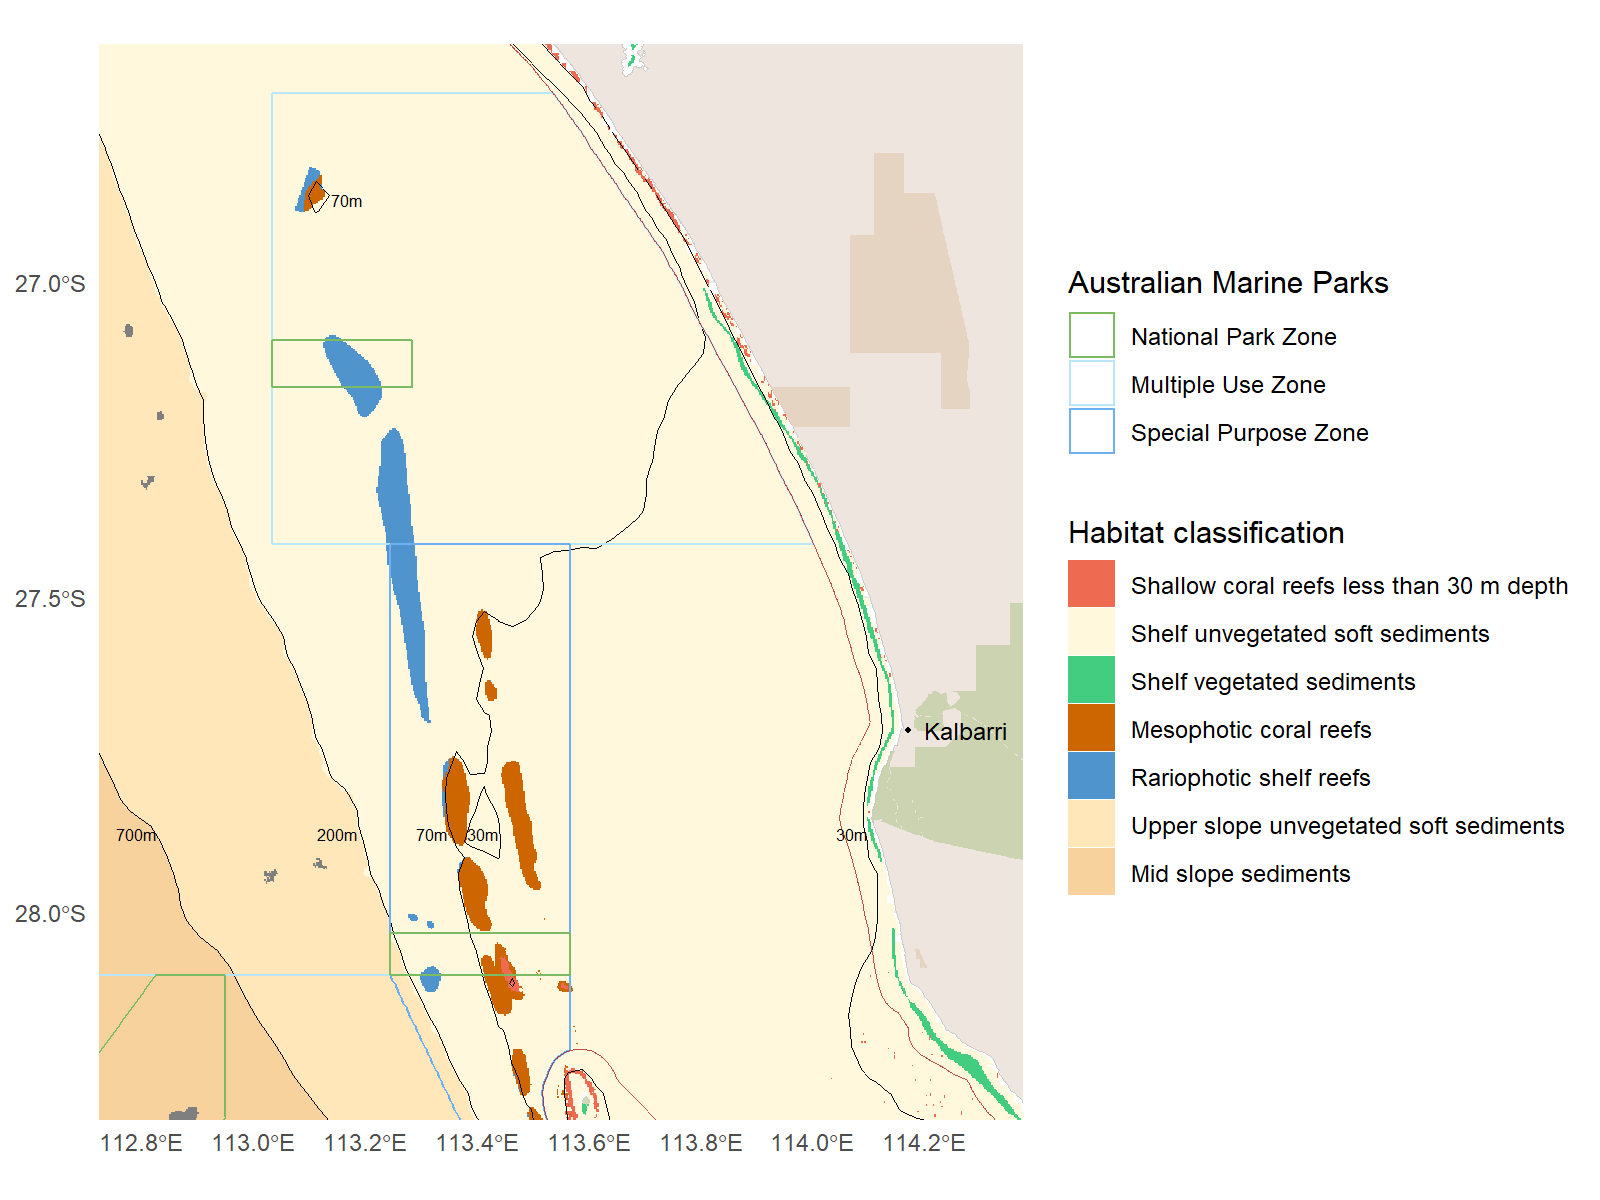 70m
27.0°S
27.5°S
28.0°S
Kalbarri
700m
200m
70m
30m
30m
112.8°E
113.0°E
113.2°E
113.4°E
113.6°E
113.8°E
114.0°E
114.2°E
Australian Marine Parks
National Park Zone
Multiple Use Zone
Special Purpose Zone
Habitat classification
Shallow coral reefs less than 30 m depth
Shelf unvegetated soft sediments
Shelf vegetated sediments
Mesophotic coral reefs
Rariophotic shelf reefs
Upper slope unvegetated soft sediments
Mid slope sediments